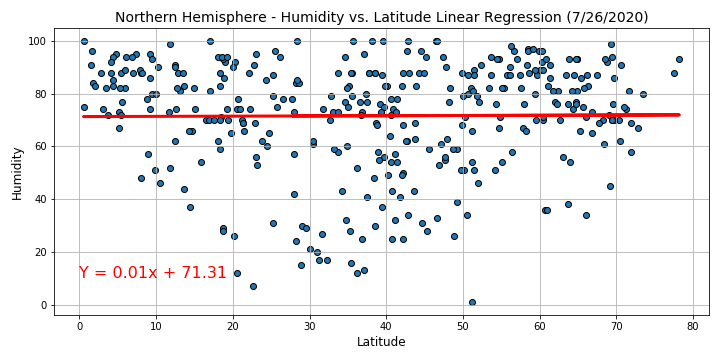 Northern Hemisphere - Humidity vs. Latitude Linear Regression (7/26/2020)
100
80
60
40
20
0
Humidity
Y = 0.01x + 71.31
0 10 20 30 40 50 60 70 80
Latitude